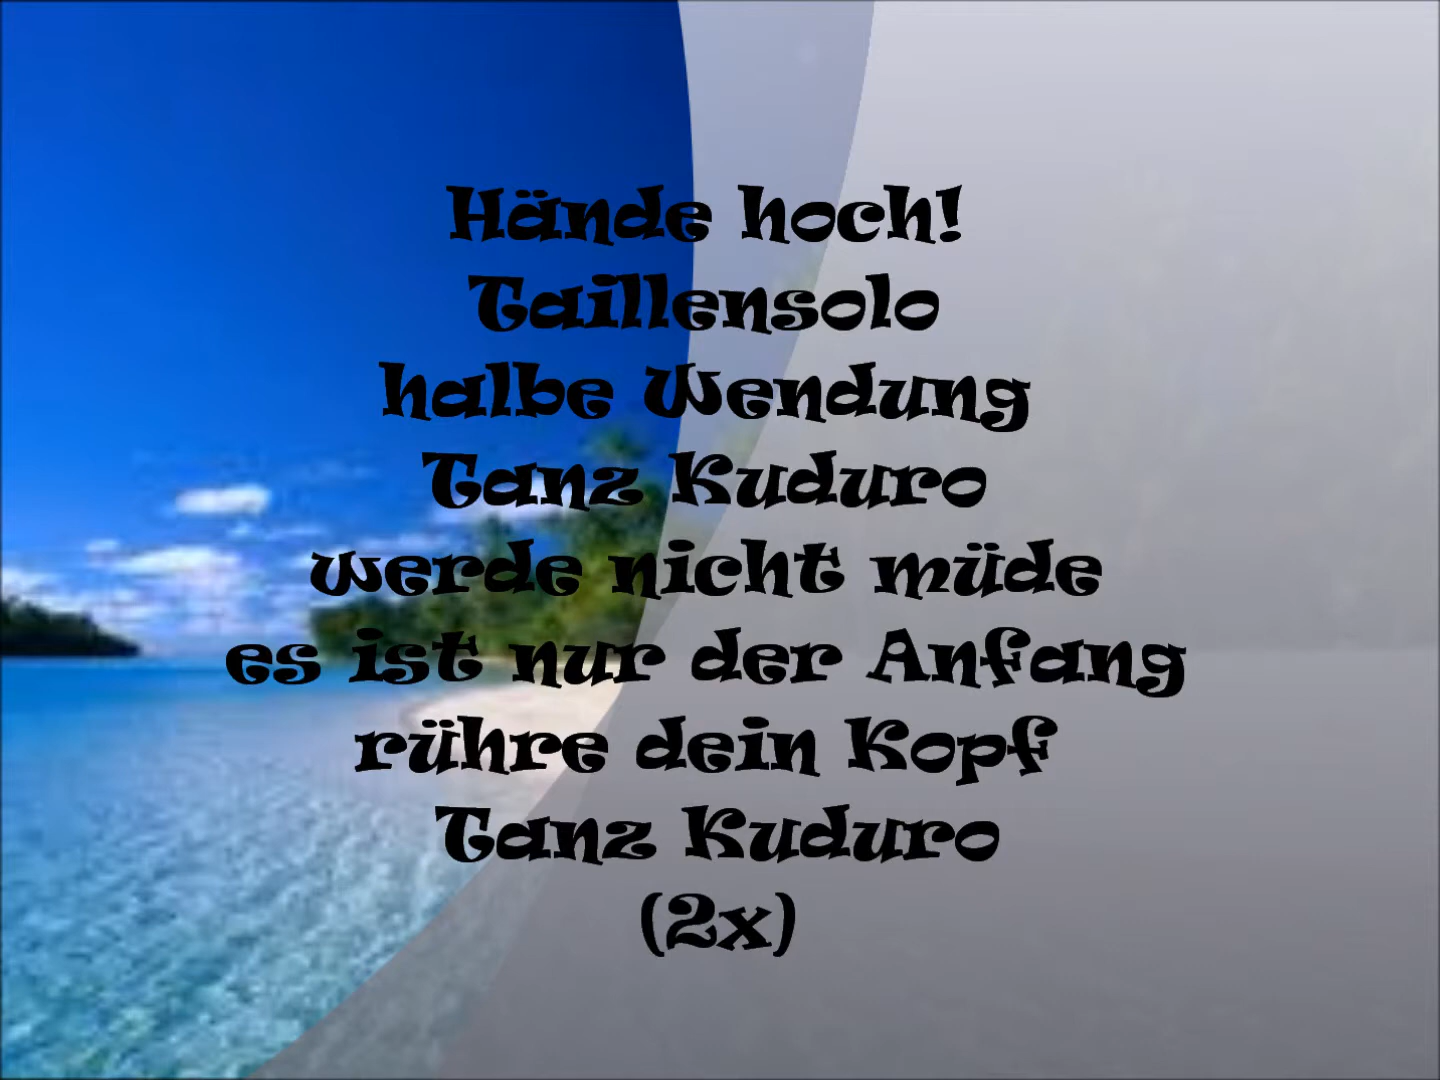 Hände hoch!
Taillensolo
halbe Wendung
Tanz Kuduro
werde nicht müde
es ist nur der Anfang
rühre dein Kopf
Tanz Kuduro
(2x)